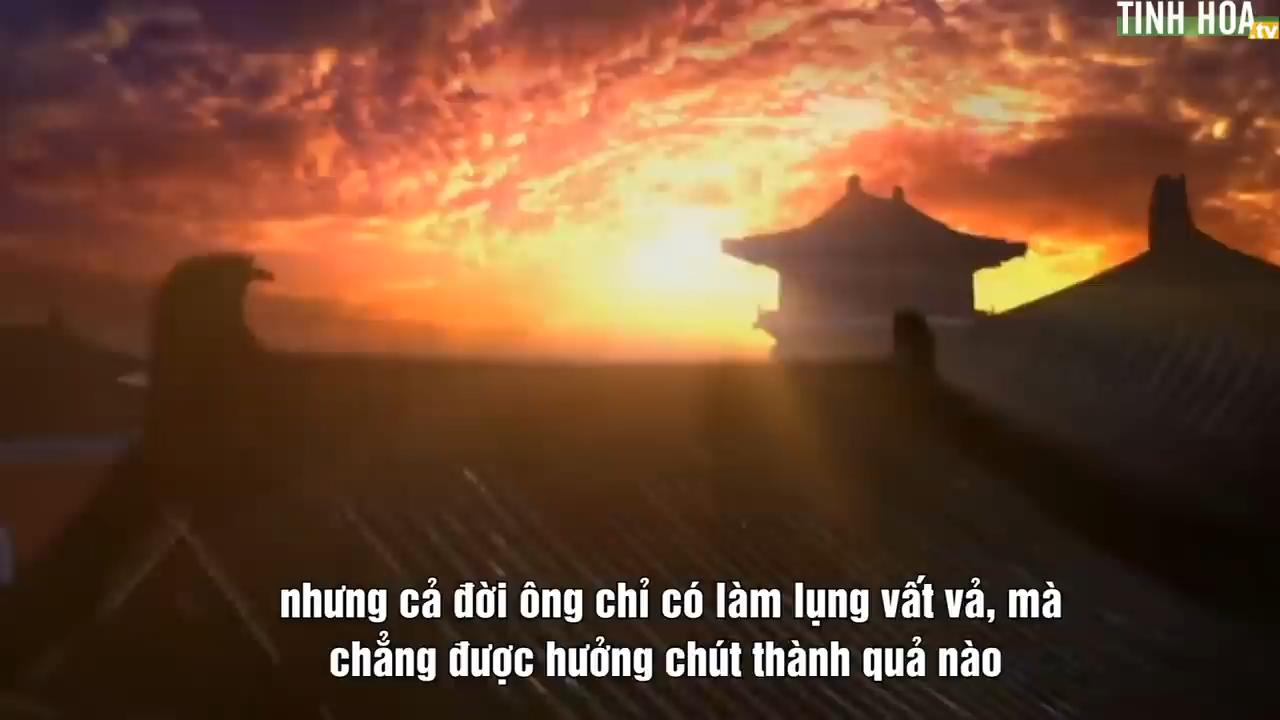 TINH HOA
.tv
nhưng cả đời ông chỉ có làm lụng vất vả, mà
chẳng được hưởng chút thành quả nào